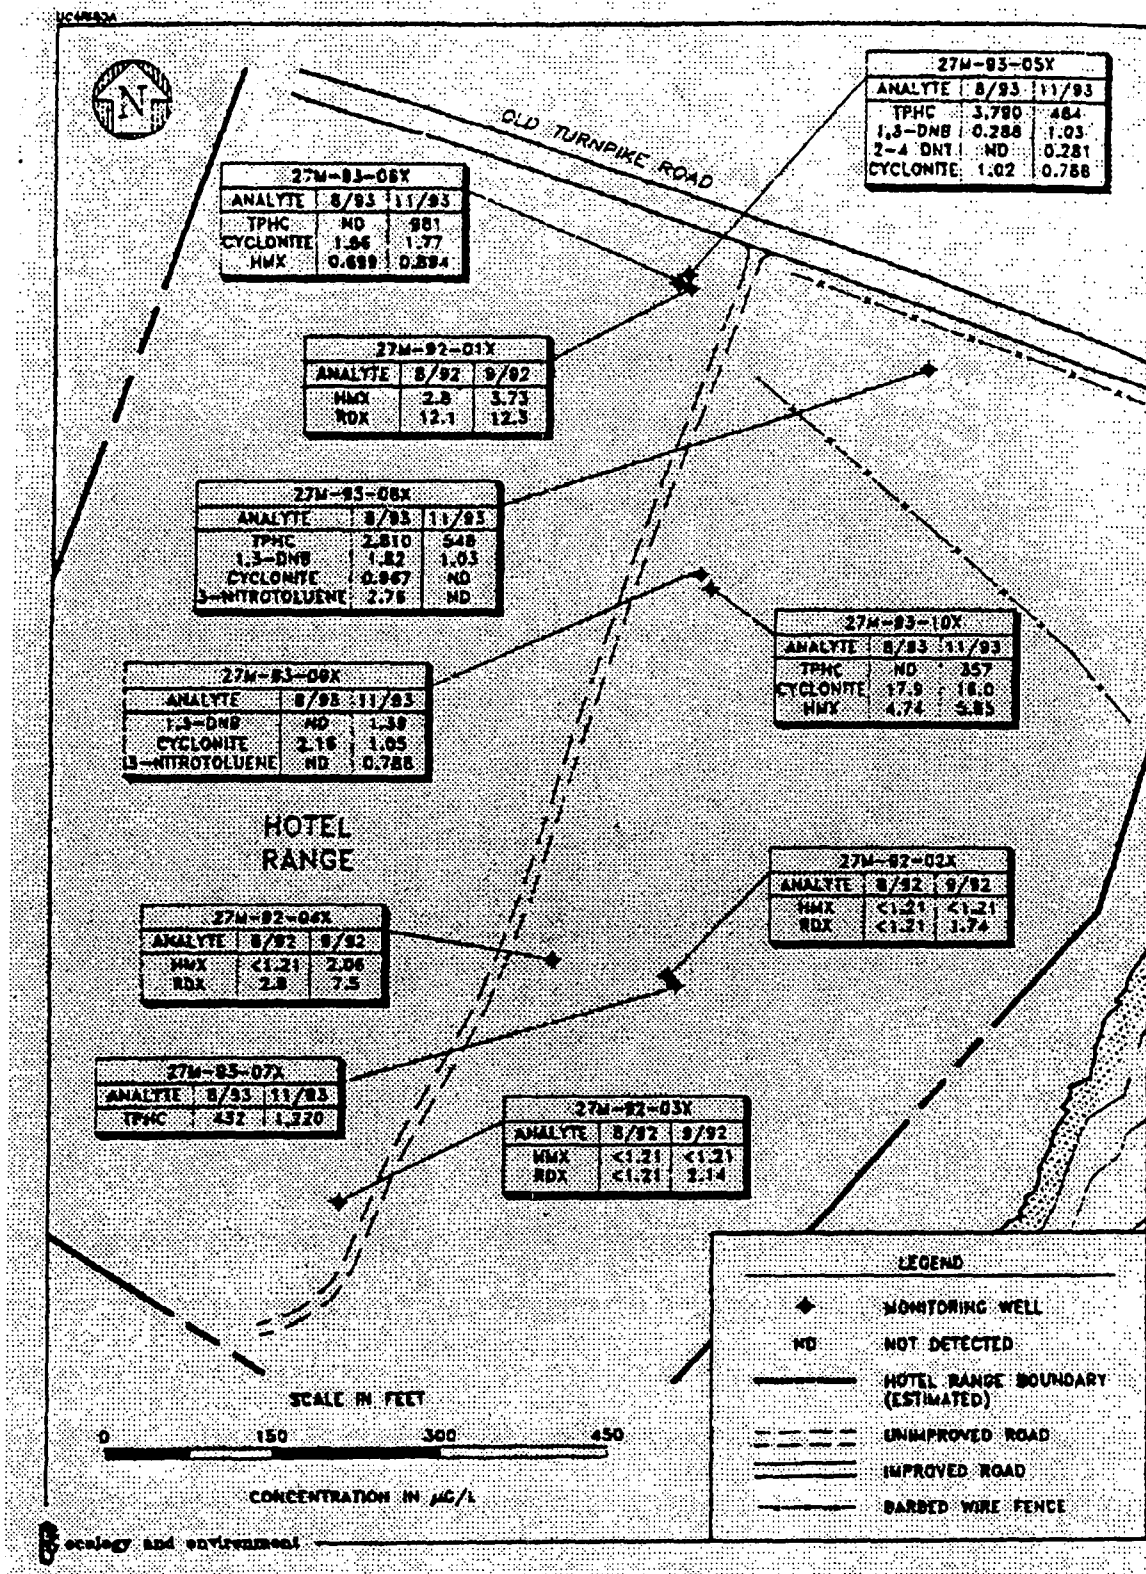 27M-93-05X
ANALYTE 8/93 11/93
TPHC 3,790 464
1,3-DNB 0.288 1.03
2-4 DNT ND 0.281
CYCLONITE 1.02 0.788
N
OLD TURNPIKE ROAD
27M-93-06X
ANALYTE 8/93 11/93
TPHC ND 981
CYCLONITE 1.66 1.77
HMX 0.699 0.894
27M-92-01X
ANALYTE 8/92 9/92
HMX 2.8 3.73
RDX 12.1 12.3
27M-93-08X
ANALYTE 8/93 11/93
TPHC 2,810 548
1,3-DNB 1.82 1.03
CYCLONITE 0.967 ND
3-NITROTOLUENE 2.76 ND
27M-93-10X
ANALYTE 8/93 11/93
TPHC ND 357
CYCLONITE 17.9 16.0
HMX 4.74 5.85
27M-93-09X
ANALYTE 8/93 11/93
1,3-DNB ND 1.39
CYCLONITE 2.16 1.05
3-NITROTOLUENE ND 0.788
HOTEL
RANGE
27M-92-02X
ANALYTE 8/92 9/92
HMX <1.21 <1.21
RDX <1.21 1.74
27M-92-04X
ANALYTE 8/92 9/92
HMX <1.21 2.06
RDX 2.8 7.5
27M-93-07X
ANALYTE 8/93 11/93
TPHC 432 1,220
27M-92-03X
ANALYTE 8/92 9/92
HMX <1.21 <1.21
RDX <1.21 2.14
LEGEND
MONITORING WELL
ND NOT DETECTED
HOTEL RANGE BOUNDARY
(ESTIMATED)
UNIMPROVED ROAD
IMPROVED ROAD
BARBED WIRE FENCE
SCALE IN FEET
0 150 300 450
CONCENTRATION IN µG/L
ecology and environment